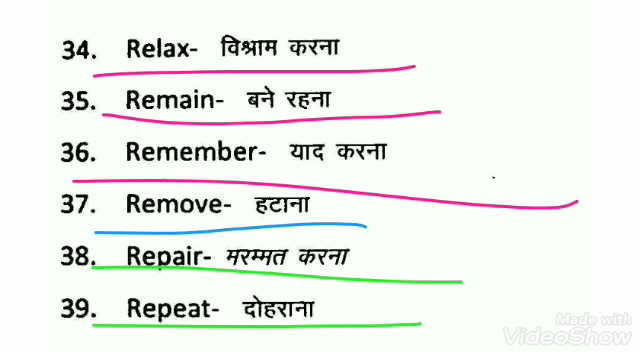 34. Relax- विश्राम करना
35. Remain- बने रहना
36. Remember- याद करना
37. Remove- हटाना
38. Repair- मरम्मत करना
39. Repeat- दोहराना
Made with
VideoShow